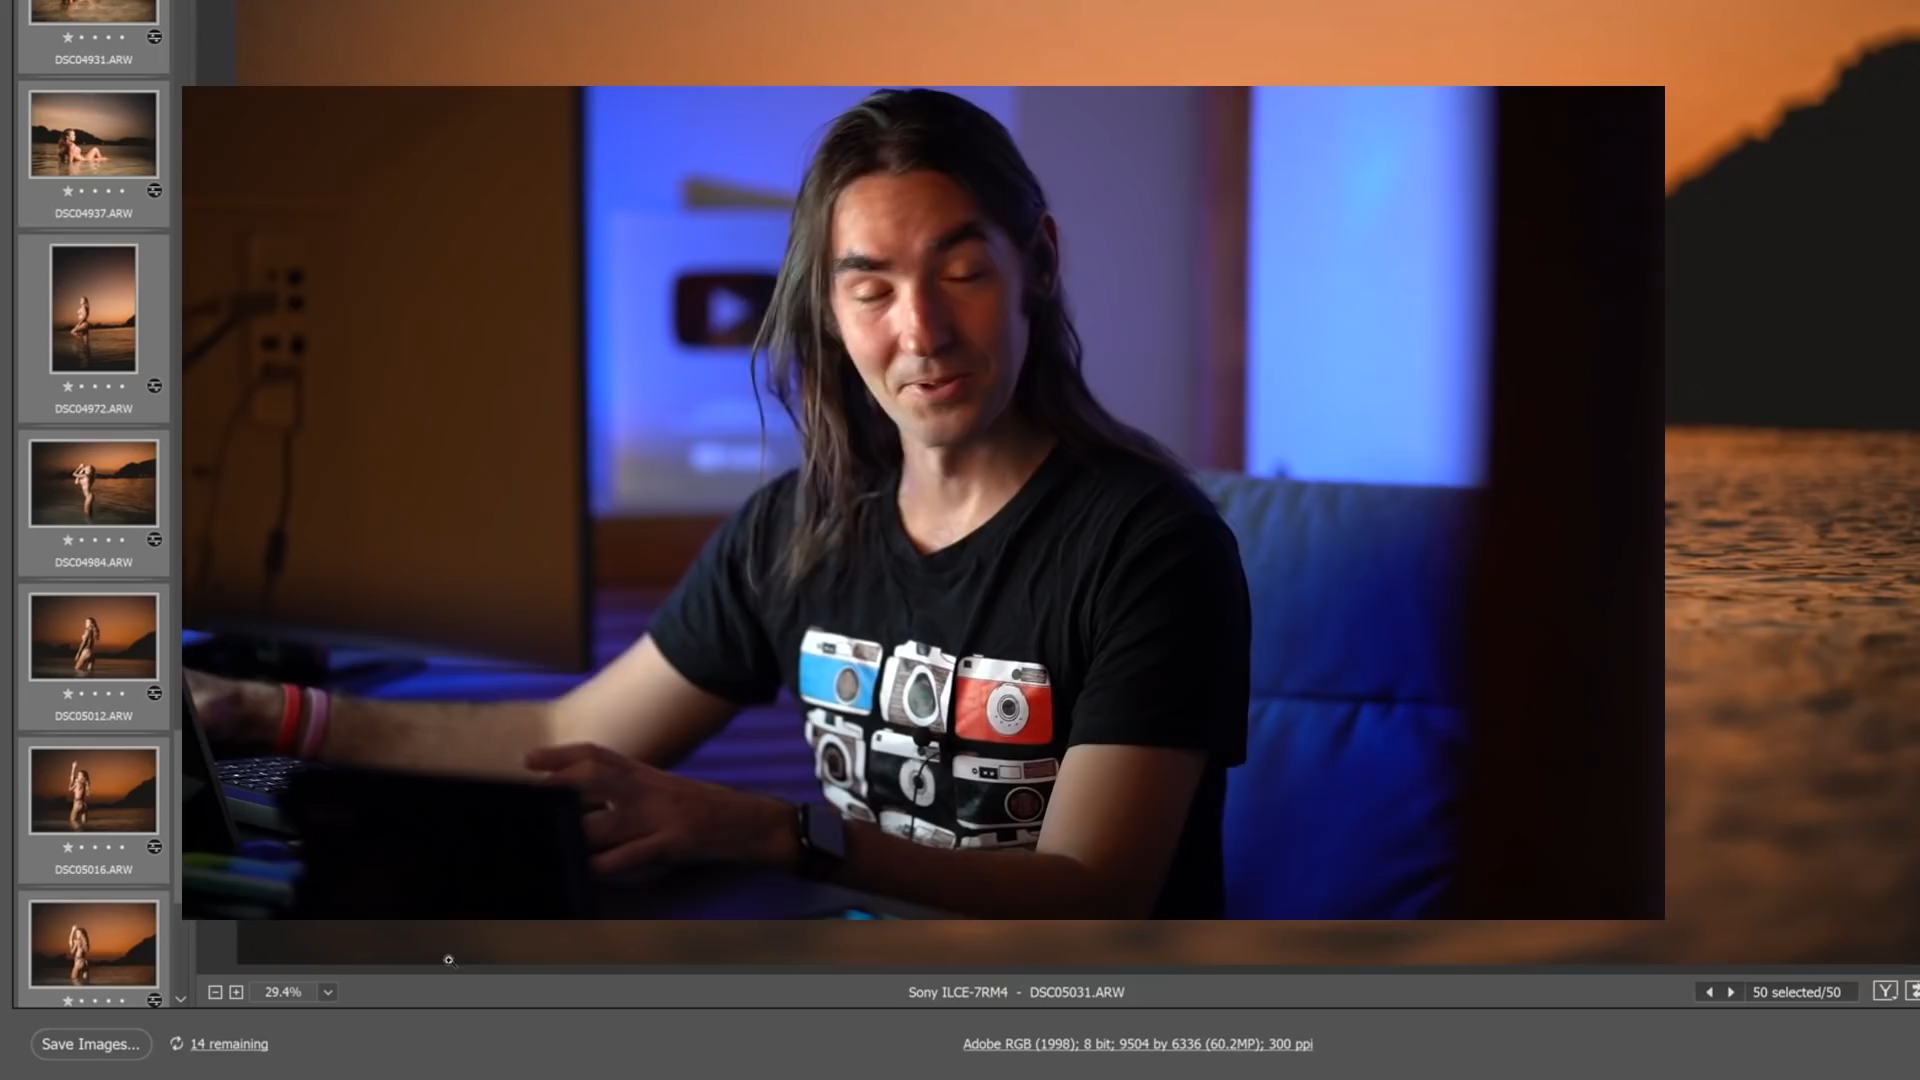 DSC04931.ARW
DSC04937.ARW
DSC04972.ARW
DSC04984.ARW
DSC05012.ARW
DSC05016.ARW
29.4%
Sony ILCE-7RM4 - DSC05031.ARW
50 selected/50
Y
Save Images...
14 remaining
Adobe RGB (1998); 8 bit; 9504 by 6336 (60.2MP); 300 ppi